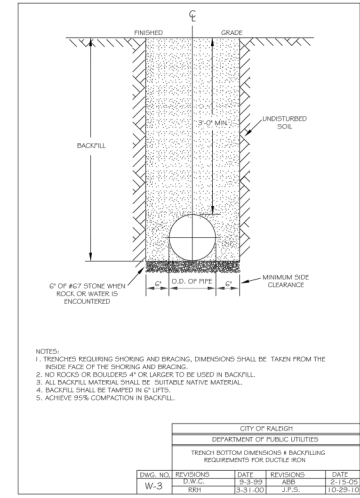 ℄
FINISHED GRADE
3'-0" MIN
UNDISTURBED
SOIL
BACKFILL
6" OF #67 STONE WHEN
ROCK OR WATER IS
ENCOUNTERED
6" O.D. OF PIPE 6"
MINIMUM SIDE
CLEARANCE
NOTES:
1. TRENCHES REQUIRING SHORING AND BRACING, DIMENSIONS SHALL BE TAKEN FROM THE
INSIDE FACE OF THE SHORING AND BRACING.
2. NO ROCKS OR BOULDERS 4" OR LARGER TO BE USED IN BACKFILL.
3. ALL BACKFILL MATERIAL SHALL BE SUITABLE NATIVE MATERIAL.
4. BACKFILL SHALL BE TAMPED IN 6" LIFTS.
5. ACHIEVE 95% COMPACTION IN BACKFILL.
CITY OF RALEIGH
DEPARTMENT OF PUBLIC UTILITIES
TRENCH BOTTOM DIMENSIONS & BACKFILLING
REQUIREMENTS FOR DUCTILE IRON
DWG. NO. REVISIONS DATE REVISIONS DATE
W-3 D.W.C. 9-3-99 ABB 2-15-05
RRH 3-31-00 J.P.S. 10-29-10